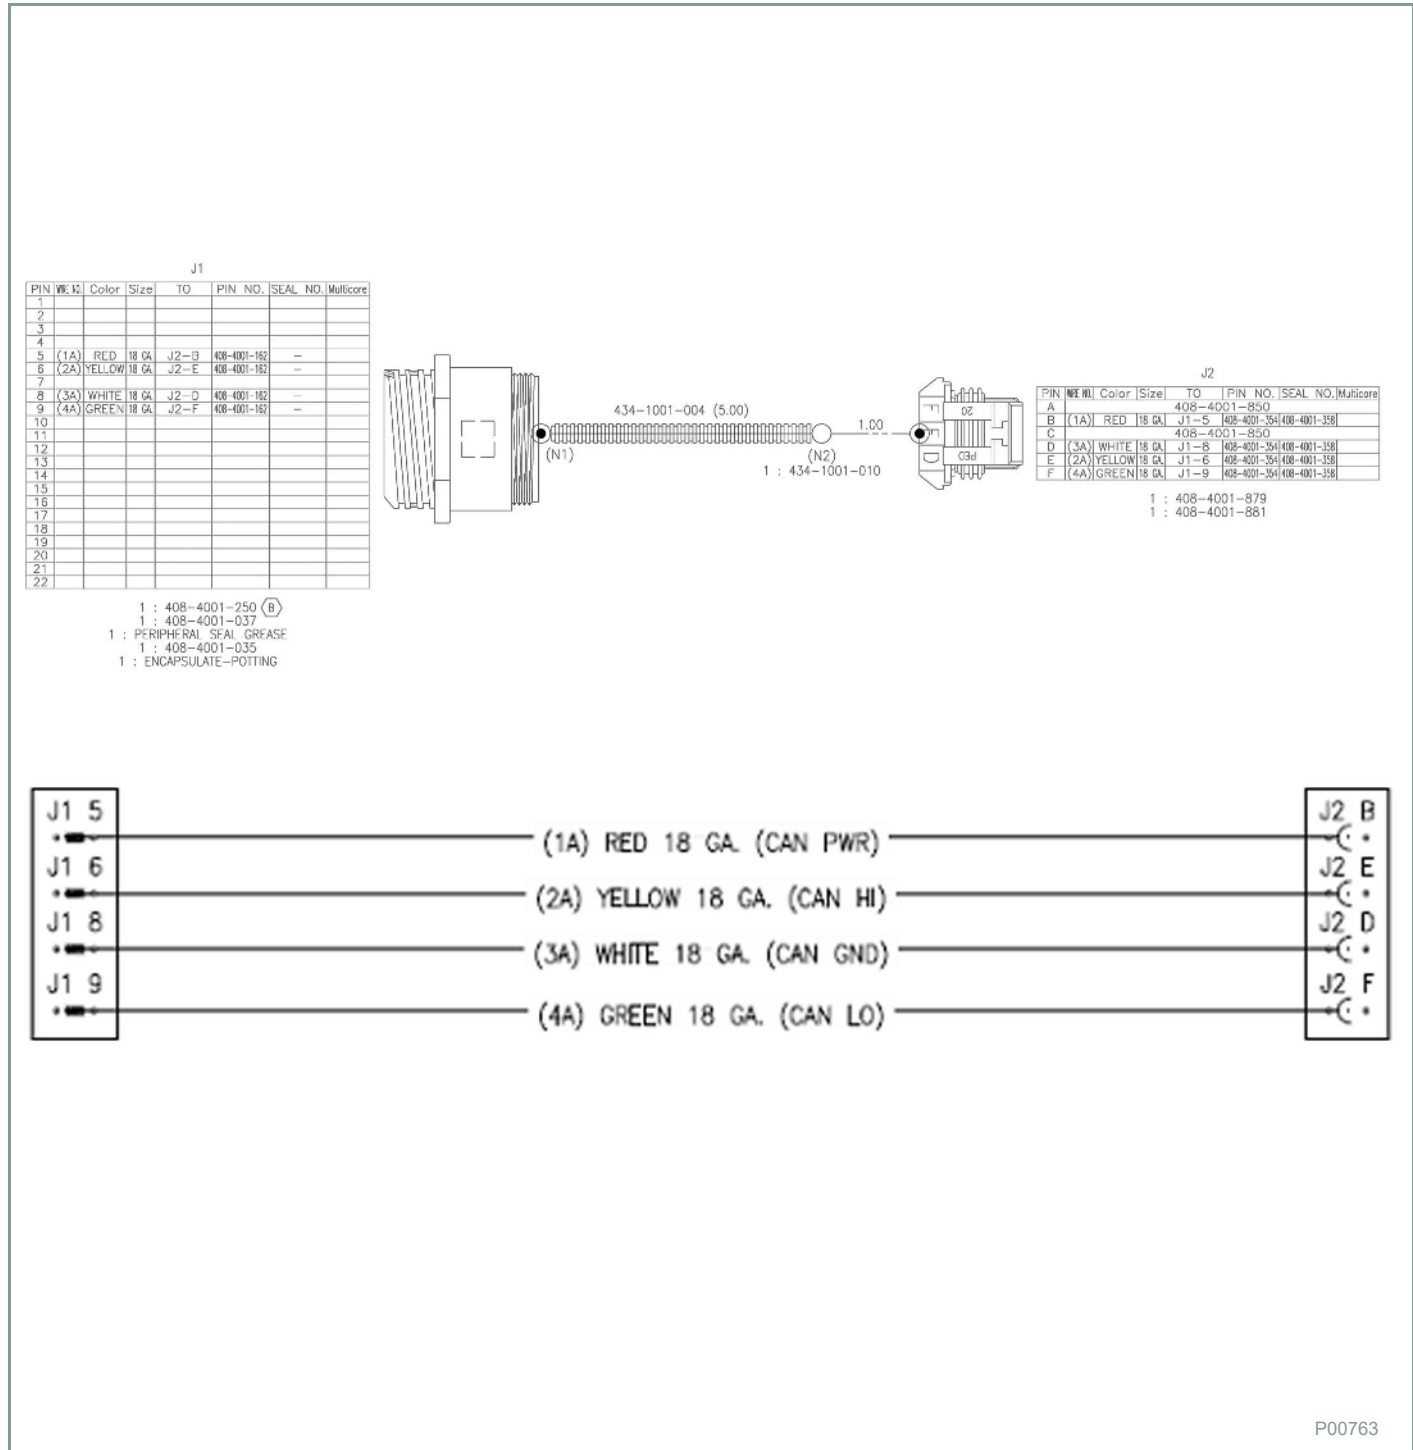 J1
PIN WIRE NO. Color Size TO PIN NO. SEAL NO. Multicore
1
2
3
4
5 (1A) RED 18 GA. J2-B 408-4001-162 -
6 (2A) YELLOW 18 GA. J2-E 408-4001-162 -
7
8 (3A) WHITE 18 GA. J2-D 408-4001-162 -
9 (4A) GREEN 18 GA. J2-F 408-4001-162 -
10
11
12
13
14
15
16
17
18
19
20
21
22
1 : 408-4001-250 B
1 : 408-4001-037
1 : PERIPHERAL SEAL GREASE
1 : 408-4001-035
1 : ENCAPSULATE-POTTING
434-1001-004 (5.00)
(N1)
(N2)
1 : 434-1001-010
1.00
F
E
D
20
PED
J2
PIN WIRE NO. Color Size TO PIN NO. SEAL NO. Multicore
A 408-4001-850
B (1A) RED 18 GA. J1-5 408-4001-354 408-4001-358
C 408-4001-850
D (3A) WHITE 18 GA. J1-8 408-4001-354 408-4001-358
E (2A) YELLOW 18 GA. J1-6 408-4001-354 408-4001-358
F (4A) GREEN 18 GA. J1-9 408-4001-354 408-4001-358
1 : 408-4001-879
1 : 408-4001-881
J1 5 (1A) RED 18 GA. (CAN PWR) J2 B
J1 6 (2A) YELLOW 18 GA. (CAN HI) J2 E
J1 8 (3A) WHITE 18 GA. (CAN GND) J2 D
J1 9 (4A) GREEN 18 GA. (CAN LO) J2 F
P00763